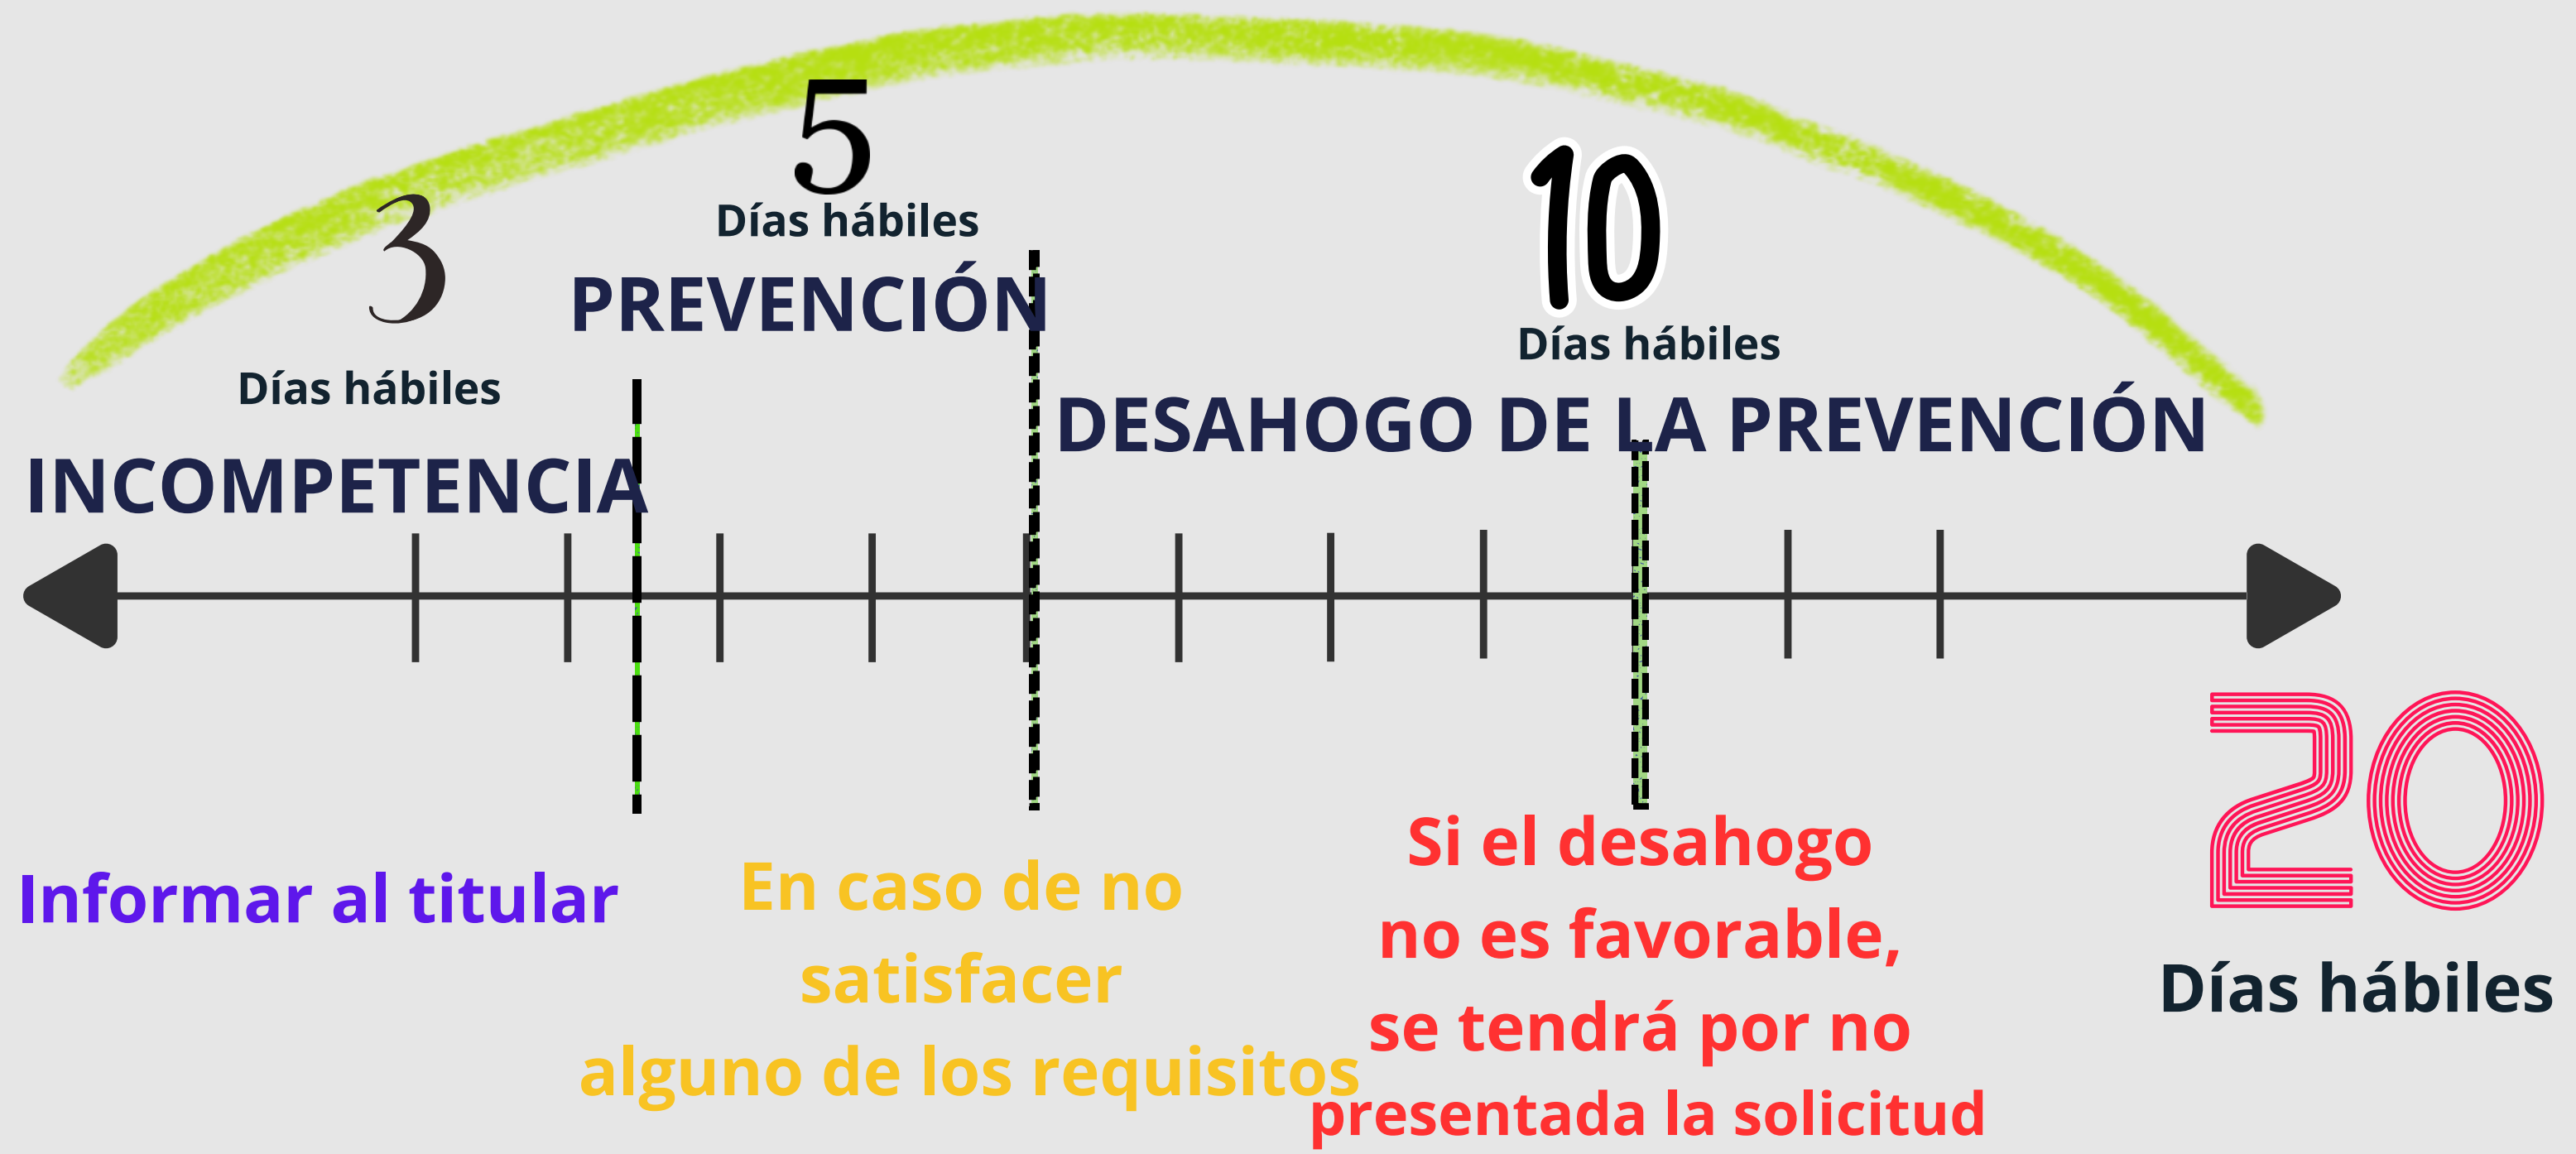 3
Días hábiles
INCOMPETENCIA
5
Días hábiles
PREVENCIÓN
10
Días hábiles
DESAHOGO DE LA PREVENCIÓN
Informar al titular
En caso de no
satisfacer
alguno de los requisitos
Si el desahogo
no es favorable,
se tendrá por no
presentada la solicitud
20
Días hábiles